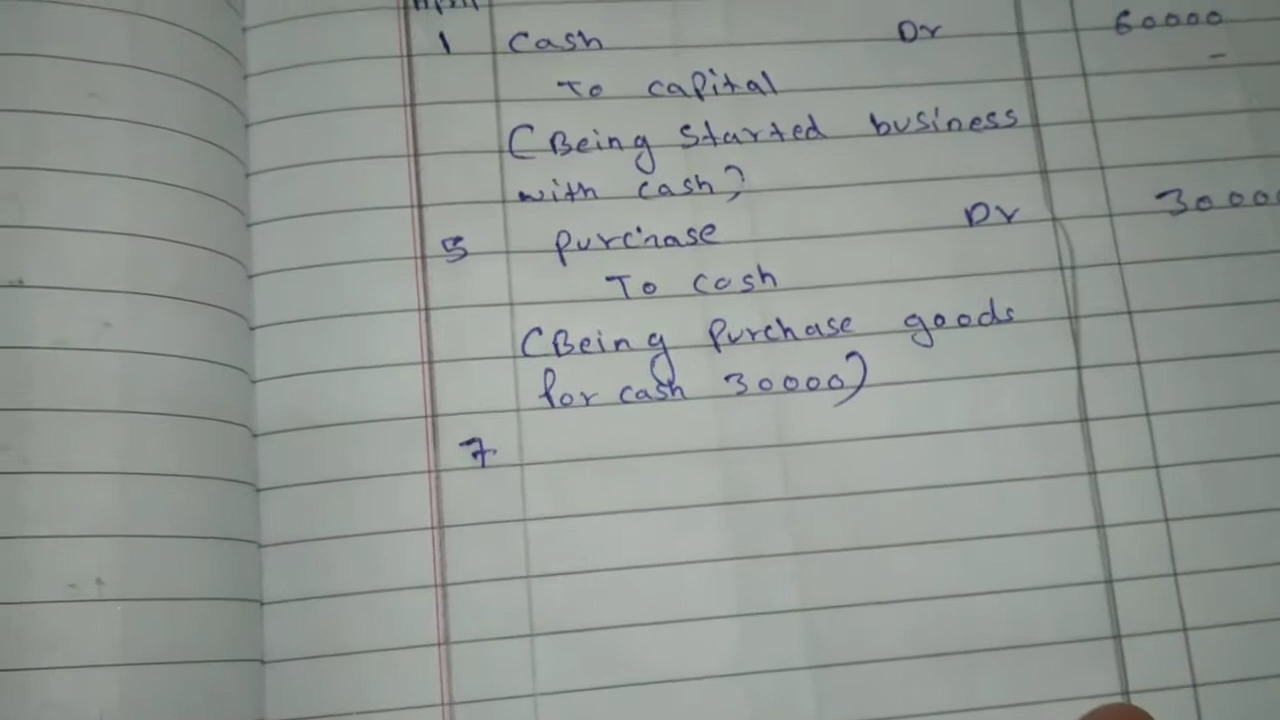 1 Cash Dr 60000
To capital -
(Being Started business
with cash)
5 purchase Dr 30000
To cash
(Being Purchase goods
for cash 30000)
7